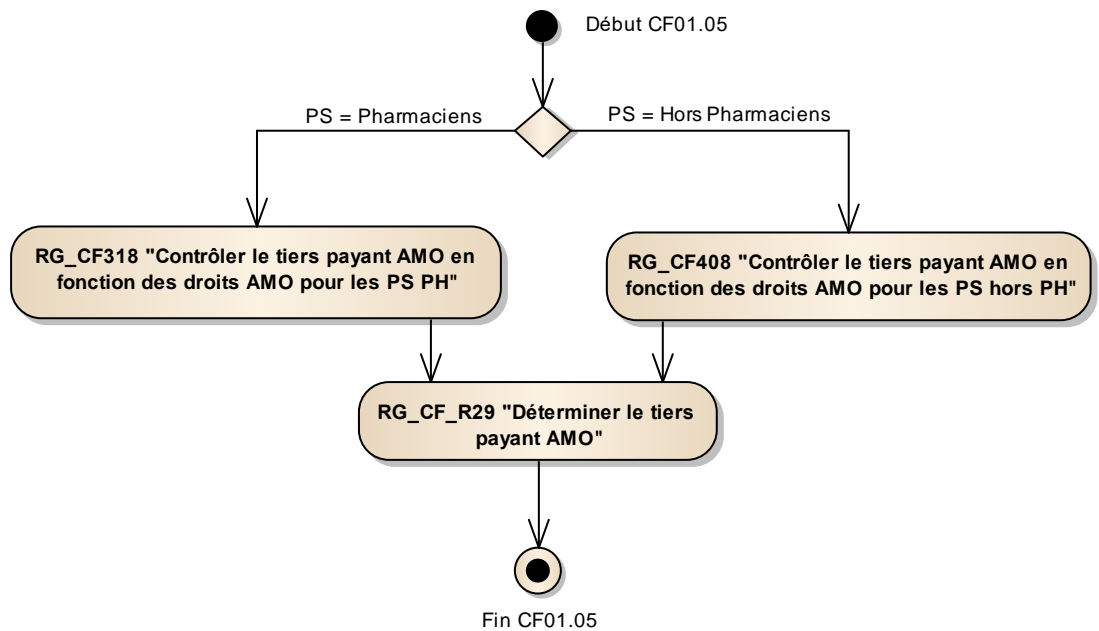 Début CF01.05
PS = Pharmaciens
PS = Hors Pharmaciens
RG_CF318 "Contrôler le tiers payant AMO en
fonction des droits AMO pour les PS PH"
RG_CF408 "Contrôler le tiers payant AMO en
fonction des droits AMO pour les PS hors PH"
RG_CF_R29 "Déterminer le tiers
payant AMO"
Fin CF01.05